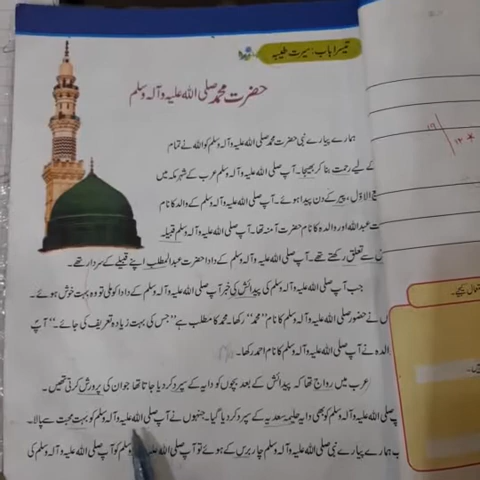 تیسرا باب: سیرت طیبہ
حضرت محمد صلی اللہ علیہ وآلہ وسلم
ہمارے پیارے نبی حضرت محمد صلی اللہ علیہ وآلہ وسلم کو اللہ نے تمام
کے لیے رحمت بنا کر بھیجا۔ آپ صلی اللہ علیہ وآلہ وسلم عرب کے شہر مکہ میں
الاوّل، پیر کے دن پیدا ہوئے۔ آپ صلی اللہ علیہ وآلہ وسلم کے والد کا نام
عبداللہ اور والدہ کا نام حضرت آمنہ تھا۔ آپ صلی اللہ علیہ وآلہ وسلم قبیلہ
سے تعلق رکھتے تھے۔ آپ صلی اللہ علیہ وآلہ وسلم کے دادا حضرت عبدالمطلب اپنے قبیلے کے سردار تھے۔
جب آپ صلی اللہ علیہ وآلہ وسلم کی پیدائش کی خبر آپ صلی اللہ علیہ وآلہ وسلم کے دادا کو ملی تو وہ بہت خوش ہوئے۔
نے حضور صلی اللہ علیہ وآلہ وسلم کا نام "محمد" رکھا۔ محمد کا مطلب ہے "جس کی بہت زیادہ تعریف کی جائے۔" آپ
نے آپ صلی اللہ علیہ وآلہ وسلم کا نام احمد رکھا۔
عرب میں رواج تھا کہ پیدائش کے بعد بچوں کو دایہ کے سپرد کر دیا جاتا تھا جو ان کی پرورش کرتی تھیں۔
صلی اللہ علیہ وآلہ وسلم کو بھی دایہ حلیمہ سعدیہ کے سپرد کر دیا گیا۔ جنہوں نے آپ صلی اللہ علیہ وآلہ وسلم کو بہت محبت سے پالا۔
ہمارے پیارے نبی صلی اللہ علیہ وآلہ وسلم چار برس کے ہوئے تو آپ صلی اللہ علیہ وآلہ وسلم کو آپ صلی اللہ علیہ وآلہ وسلم کی